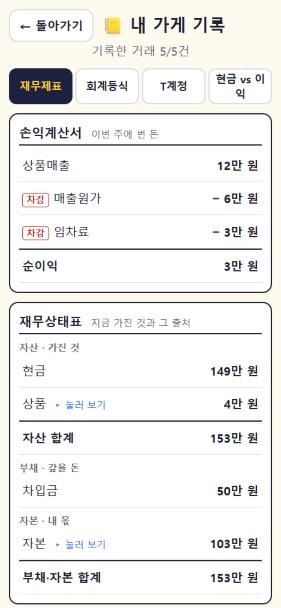 ← 돌아가기
📒 내 가게 기록
기록한 거래 5/5건
재무제표
회계등식
T계정
현금 vs 이익
손익계산서 이번 주에 번 돈
상품매출 12만 원
차감 매출원가 − 6만 원
차감 임차료 − 3만 원
순이익 3만 원
재무상태표 지금 가진 것과 그 출처
자산 · 가진 것
현금 149만 원
상품 ▸ 눌러 보기 4만 원
자산 합계 153만 원
부채 · 갚을 돈
차입금 50만 원
자본 · 내 몫
자본 ▸ 눌러 보기 103만 원
부채·자본 합계 153만 원